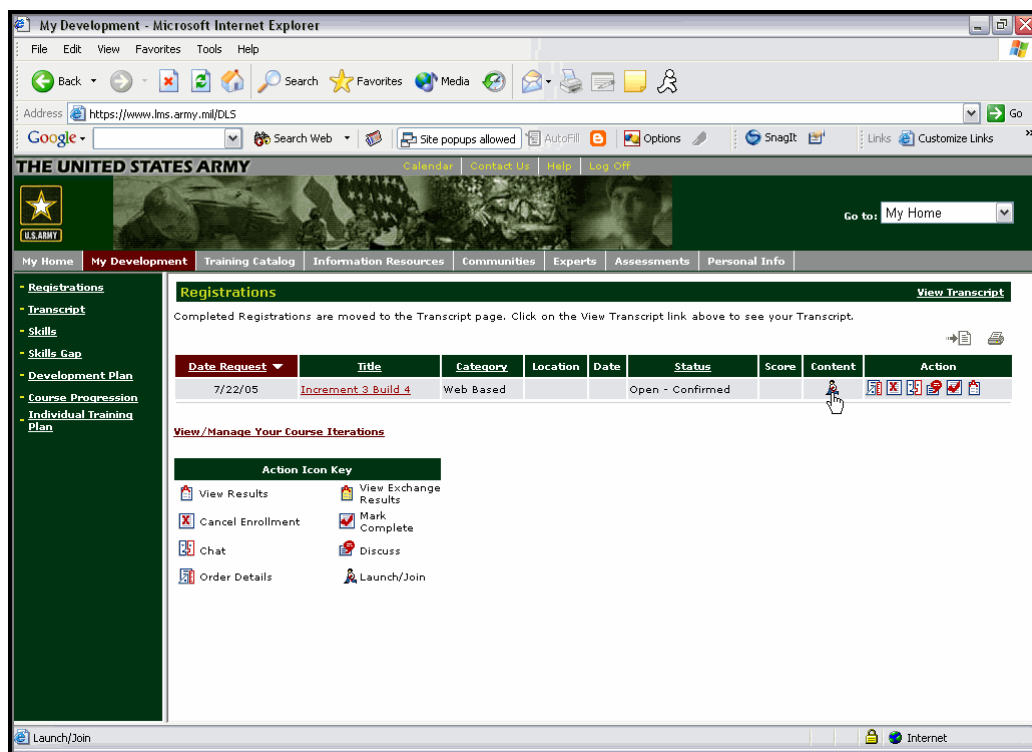 My Development - Microsoft Internet Explorer
File Edit View Favorites Tools Help
Back Search Favorites Media
Address https://www.lms.army.mil/DLS Go
Google Search Web Site popups allowed AutoFill Options SnagIt Links Customize Links »
THE UNITED STATES ARMY Calendar Contact Us Help Log Off
U.S.ARMY
Go to: My Home
My Home My Development Training Catalog Information Resources Communities Experts Assessments Personal Info
- Registrations
- Transcript
- Skills
- Skills Gap
- Development Plan
- Course Progression
- Individual Training
Plan
Registrations View Transcript
Completed Registrations are moved to the Transcript page. Click on the View Transcript link above to see your Transcript.
Date Request Title Category Location Date Status Score Content Action
7/22/05 Increment 3 Build 4 Web Based Open - Confirmed
View/Manage Your Course Iterations
Action Icon Key
View Results View Exchange
Results
Cancel Enrollment Mark
Complete
Chat Discuss
Order Details Launch/Join
Launch/Join Internet